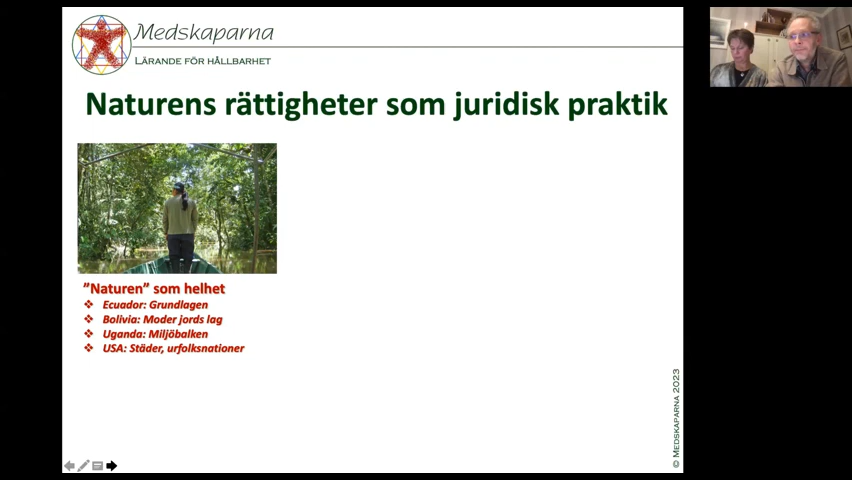 Medskaparna
Lärande för hållbarhet
Naturens rättigheter som juridisk praktik
”Naturen” som helhet
❖ Ecuador: Grundlagen
❖ Bolivia: Moder jords lag
❖ Uganda: Miljöbalken
❖ USA: Städer, urfolksnationer
© Medskaparna 2023